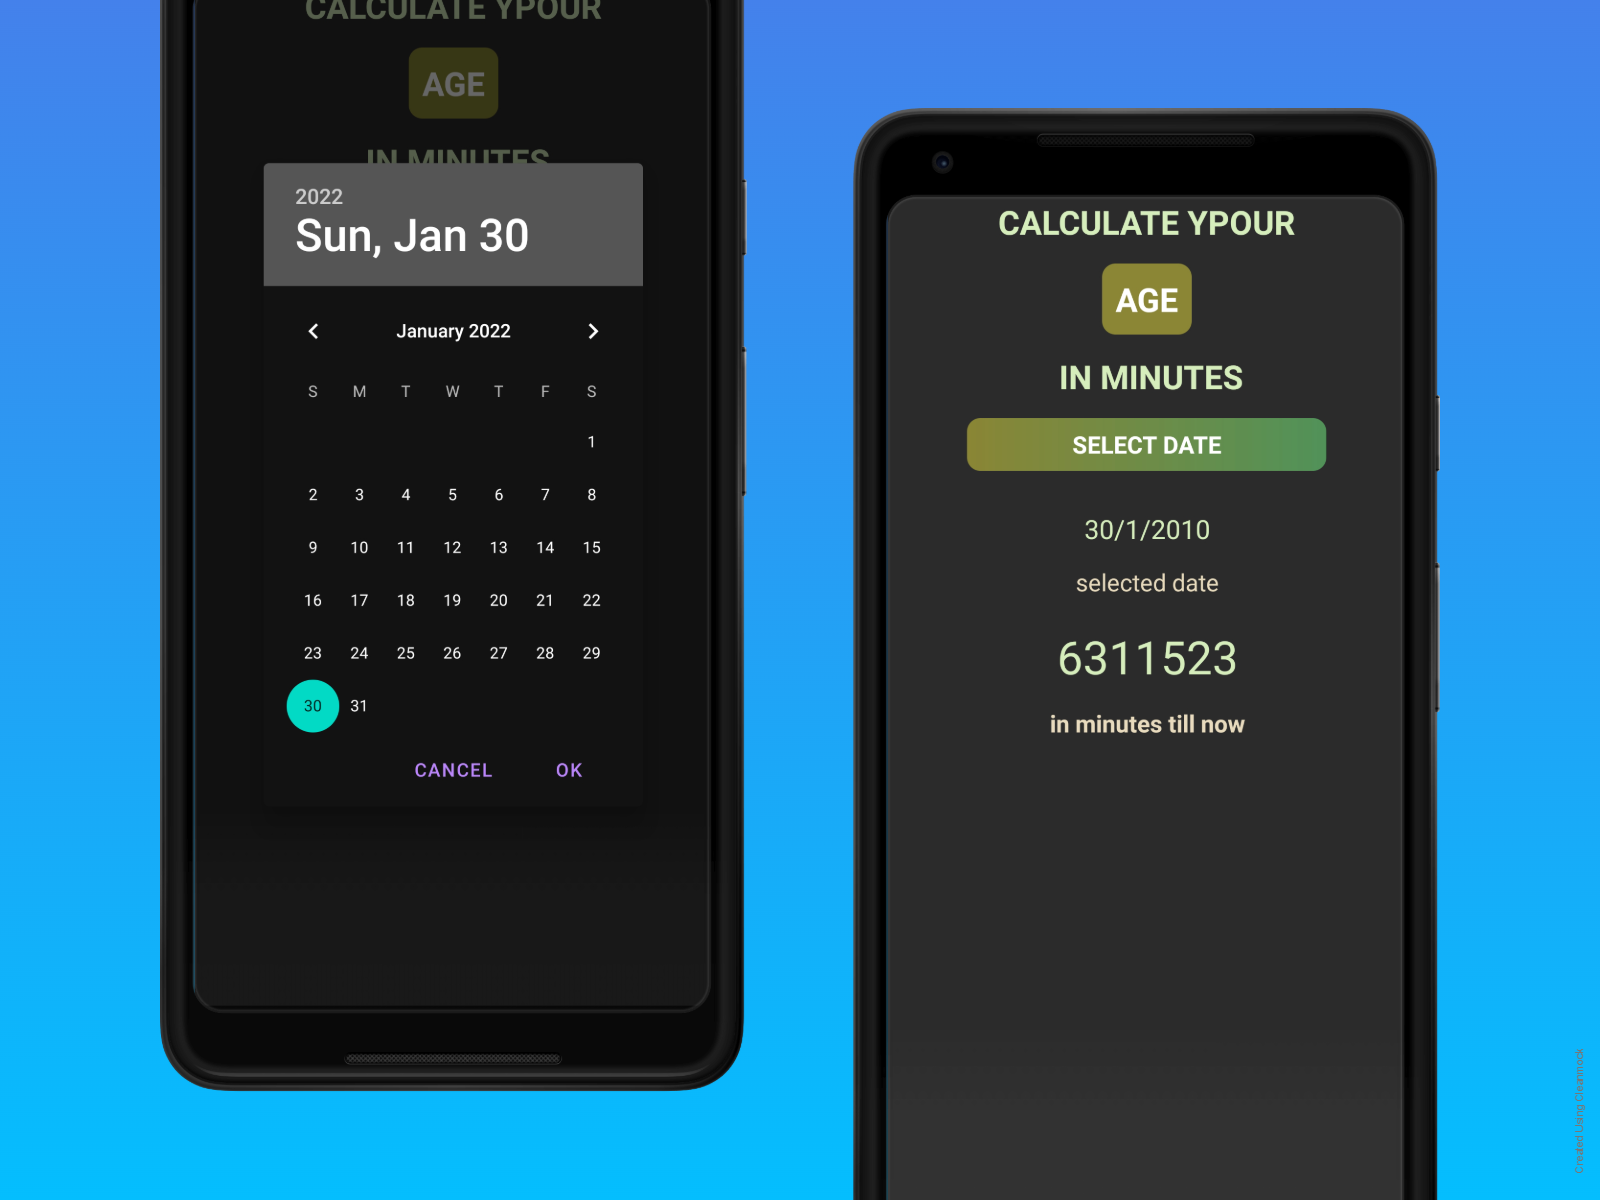 CALCULATE YPOUR
AGE
IN MINUTES
2022
Sun, Jan 30
January 2022
S M T W T F S
1
2 3 4 5 6 7 8
9 10 11 12 13 14 15
16 17 18 19 20 21 22
23 24 25 26 27 28 29
30 31
CANCEL OK
CALCULATE YPOUR
AGE
IN MINUTES
SELECT DATE
30/1/2010
selected date
6311523
in minutes till now
Created Using Cleanmock